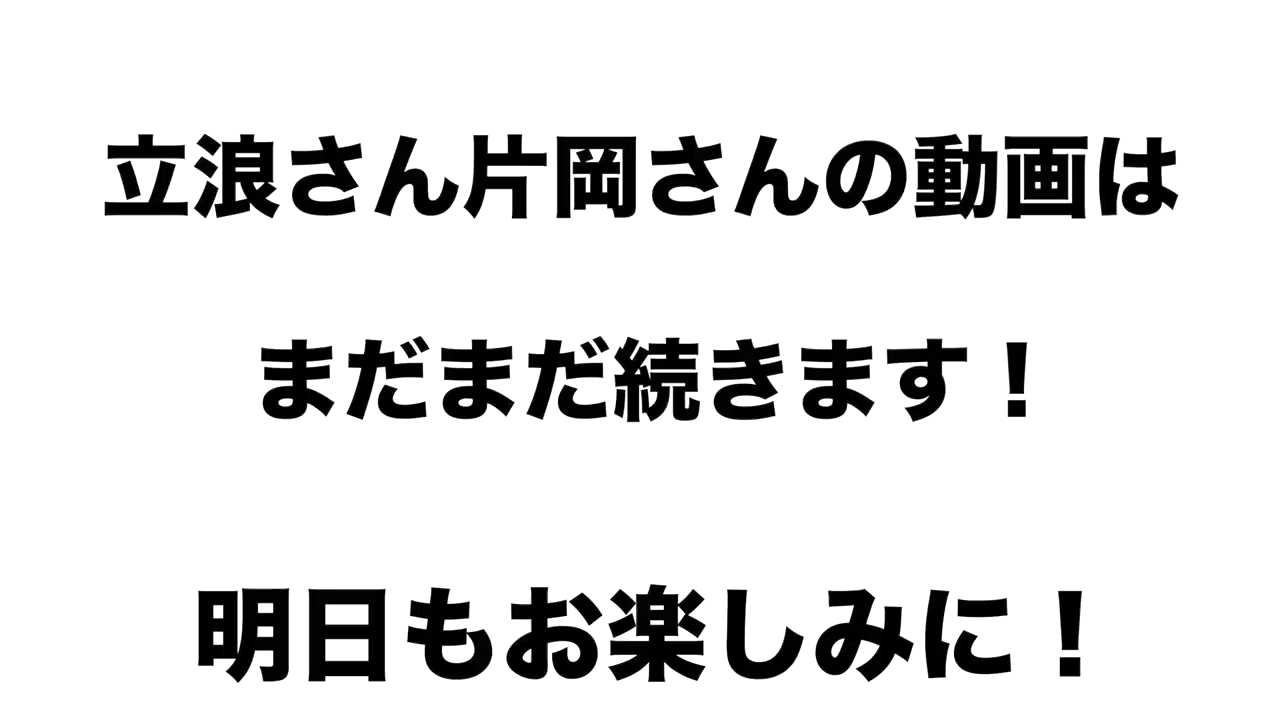 立浪さん片岡さんの動画は
まだまだ続きます！
明日もお楽しみに！